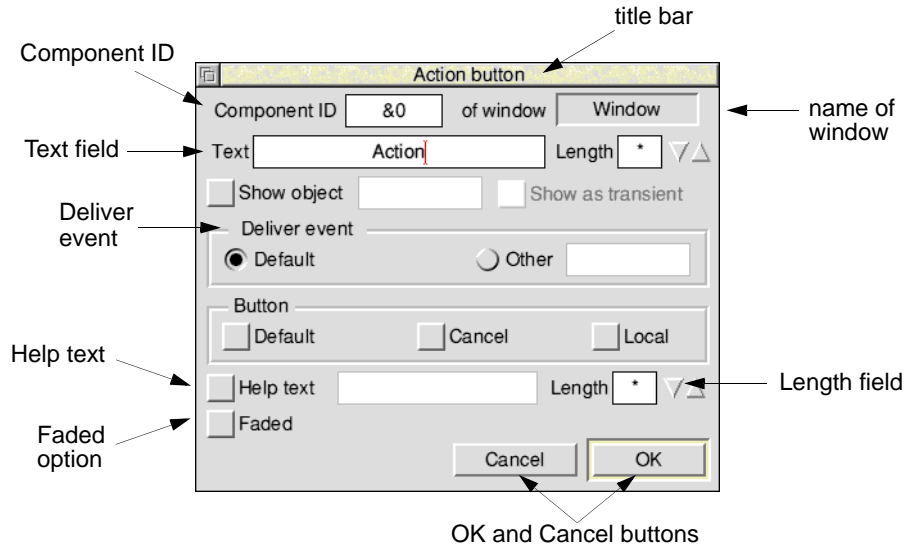 title bar
Component ID
Action button
Component ID &0 of window Window
name of
window
Text field
Text Action Length *
Show object Show as transient
Deliver
event
Deliver event
Default Other
Button
Default Cancel Local
Help text
Help text Length *
Length field
Faded
Faded
option
Cancel OK
OK and Cancel buttons